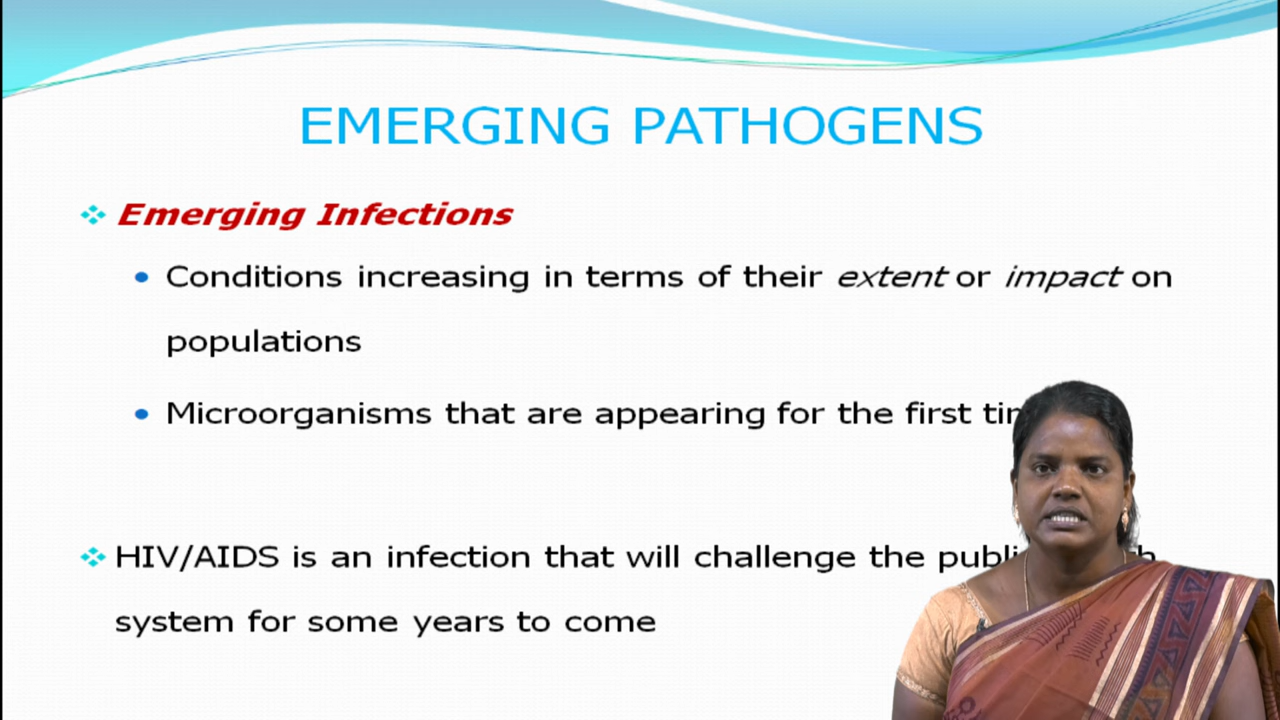 EMERGING PATHOGENS
Emerging Infections
Conditions increasing in terms of their extent or impact on
populations
Microorganisms that are appearing for the first
HIV/AIDS is an infection that will challenge the
system for some years to come